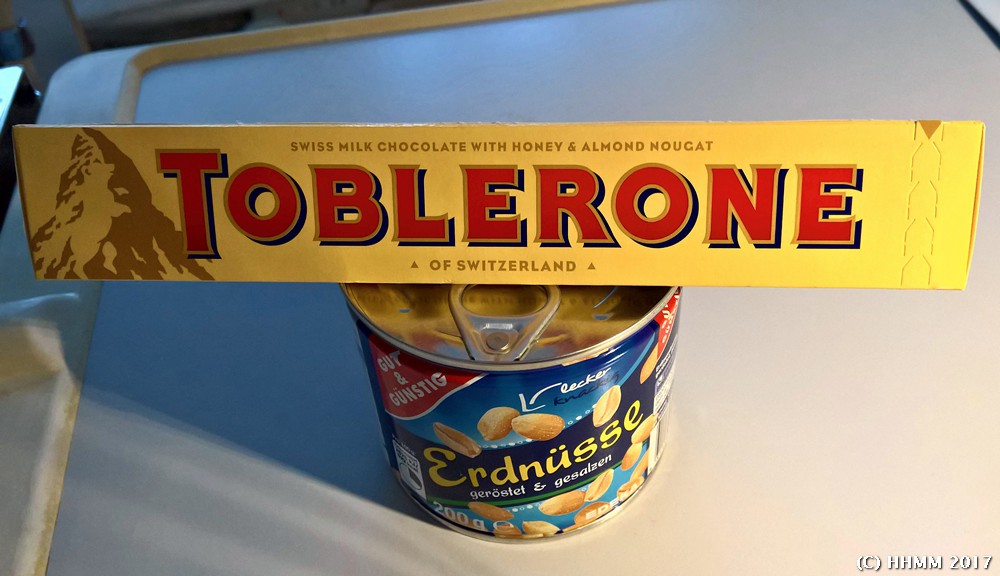 SWISS MILK CHOCOLATE WITH HONEY & ALMOND NOUGAT
TOBLERONE
OF SWITZERLAND
GUT
&
GÜNSTIG
lecker
knackig
Erdnüsse
geröstet & gesalzen
200 g
(C) HHMM 2017